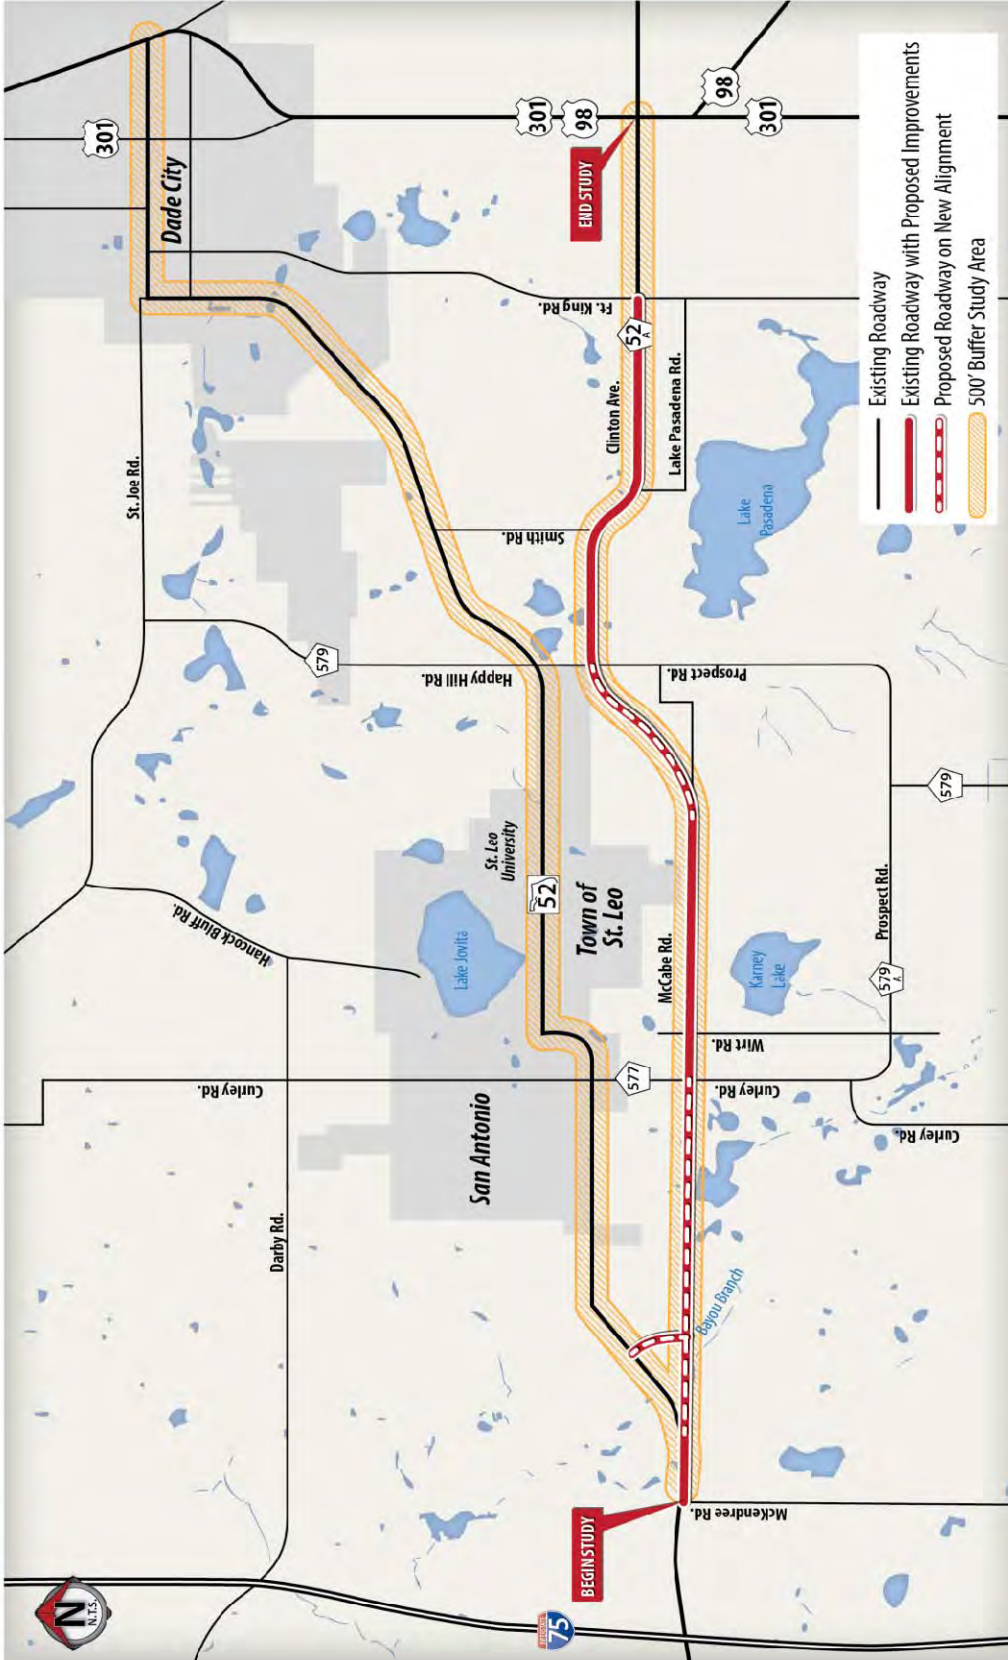 N
N.T.S.
INTERSTATE
75
BEGIN STUDY
McKendree Rd.
Darby Rd.
San Antonio
Bayou Branch
Curley Rd.
577
Curley Rd.
Curley Rd.
Hancock Bluff Rd.
Lake Jovita
St. Leo
University
52
Town of
St. Leo
McCabe Rd.
Wirt Rd.
Karney
Lake
Prospect Rd.
579
A
579
579
Happy Hill Rd.
Prospect Rd.
St. Joe Rd.
Smith Rd.
Lake
Pasadena
Clinton Ave.
Lake Pasadena Rd.
52
A
Ft. King Rd.
Dade City
301
END STUDY
301
98
98
301
Existing Roadway
Existing Roadway with Proposed Improvements
Proposed Roadway on New Alignment
500' Buffer Study Area